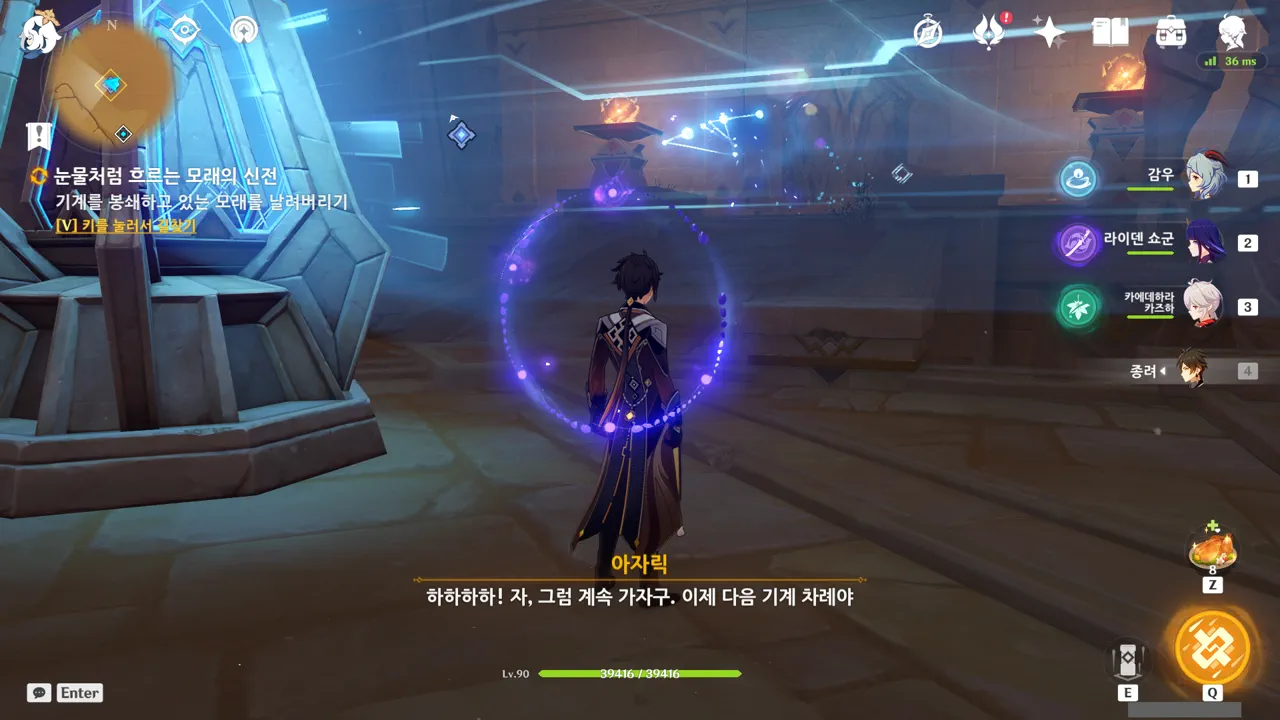 N
36 ms
눈물처럼 흐르는 모래의 신전
기계를 봉쇄하고 있는 모래를 날려버리기
[V] 키를 눌러서 길찾기
감우
1
라이덴 쇼군
2
카에데하라
카즈하
3
종려
4
아자릭
하하하하! 자, 그럼 계속 가자구. 이제 다음 기계 차례야
8
Z
Lv.90
39416 / 39416
Enter
E
Q